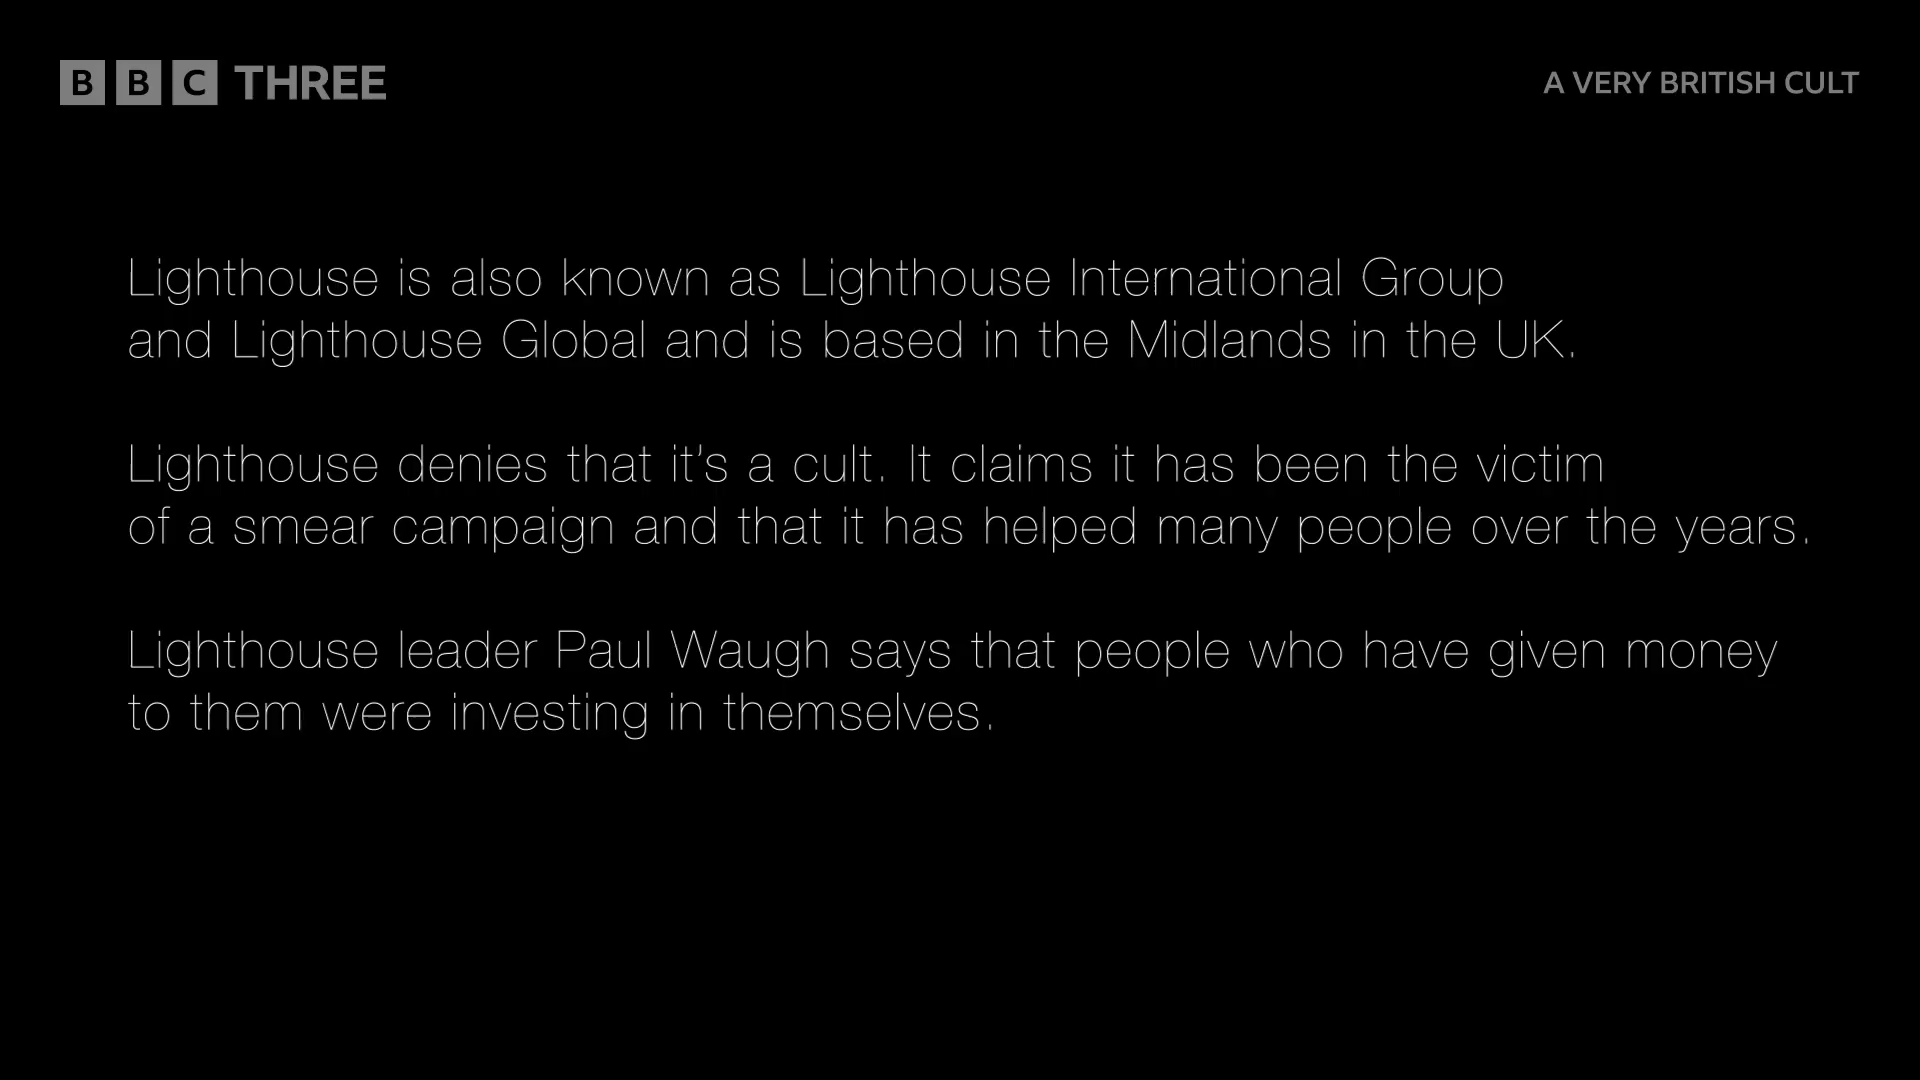 BBC THREE
A VERY BRITISH CULT
Lighthouse is also known as Lighthouse International Group
and Lighthouse Global and is based in the Midlands in the UK.
Lighthouse denies that it's a cult. It claims it has been the victim
of a smear campaign and that it has helped many people over the years.
Lighthouse leader Paul Waugh says that people who have given money
to them were investing in themselves.